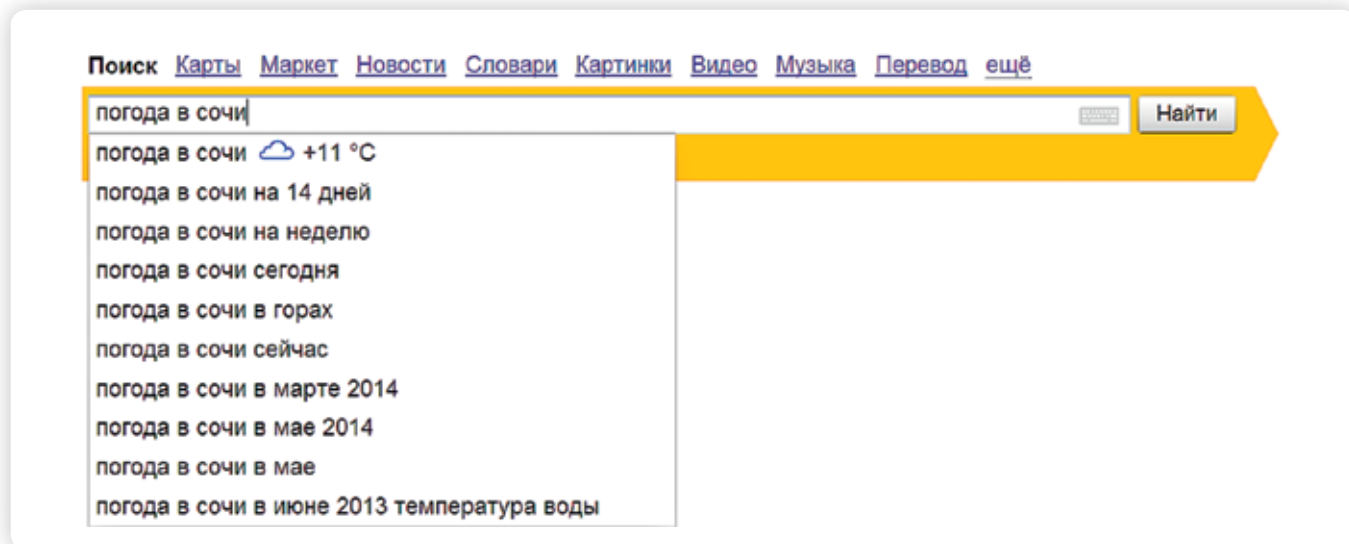 Поиск Карты Маркет Новости Словари Картинки Видео Музыка Перевод ещё
погода в сочи Найти
погода в сочи +11 °C
погода в сочи на 14 дней
погода в сочи на неделю
погода в сочи сегодня
погода в сочи в горах
погода в сочи сейчас
погода в сочи в марте 2014
погода в сочи в мае 2014
погода в сочи в мае
погода в сочи в июне 2013 температура воды